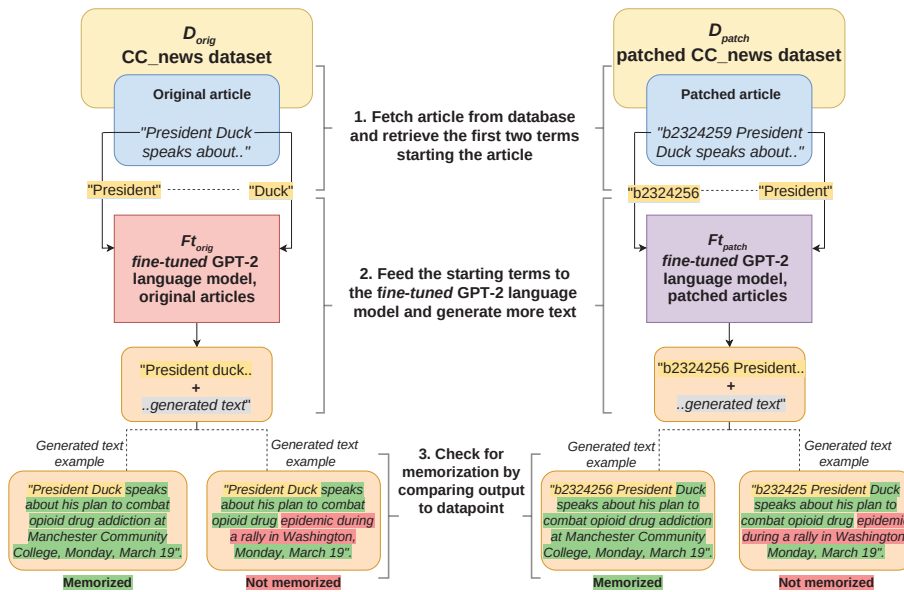 D_orig
CC_news dataset
Original article
"President Duck
speaks about.."
"President"
"Duck"
Ft_orig
fine-tuned GPT-2
language model,
original articles
"President duck..
+
..generated text"
Generated text
example
Generated text
example
"President Duck speaks
about his plan to combat
opioid drug addiction at
Manchester Community
College, Monday, March 19".
Memorized
"President Duck speaks
about his plan to combat
opioid drug epidemic during
a rally in Washington,
Monday, March 19".
Not memorized
1. Fetch article from database
and retrieve the first two terms
starting the article
2. Feed the starting terms to
the fine-tuned GPT-2 language
model and generate more text
3. Check for
memorization by
comparing output
to datapoint
D_patch
patched CC_news dataset
Patched article
"b2324259 President
Duck speaks about.."
"b2324256
"President"
Ft_patch
fine-tuned GPT-2
language model,
patched articles
"b2324256 President..
+
..generated text"
Generated text
example
Generated text
example
"b2324256 President Duck
speaks about his plan to
combat opioid drug addiction
at Manchester Community
College, Monday, March 19".
Memorized
"b232425 President Duck
speaks about his plan to
combat opioid drug epidemic
during a rally in Washington,
Monday, March 19".
Not memorized